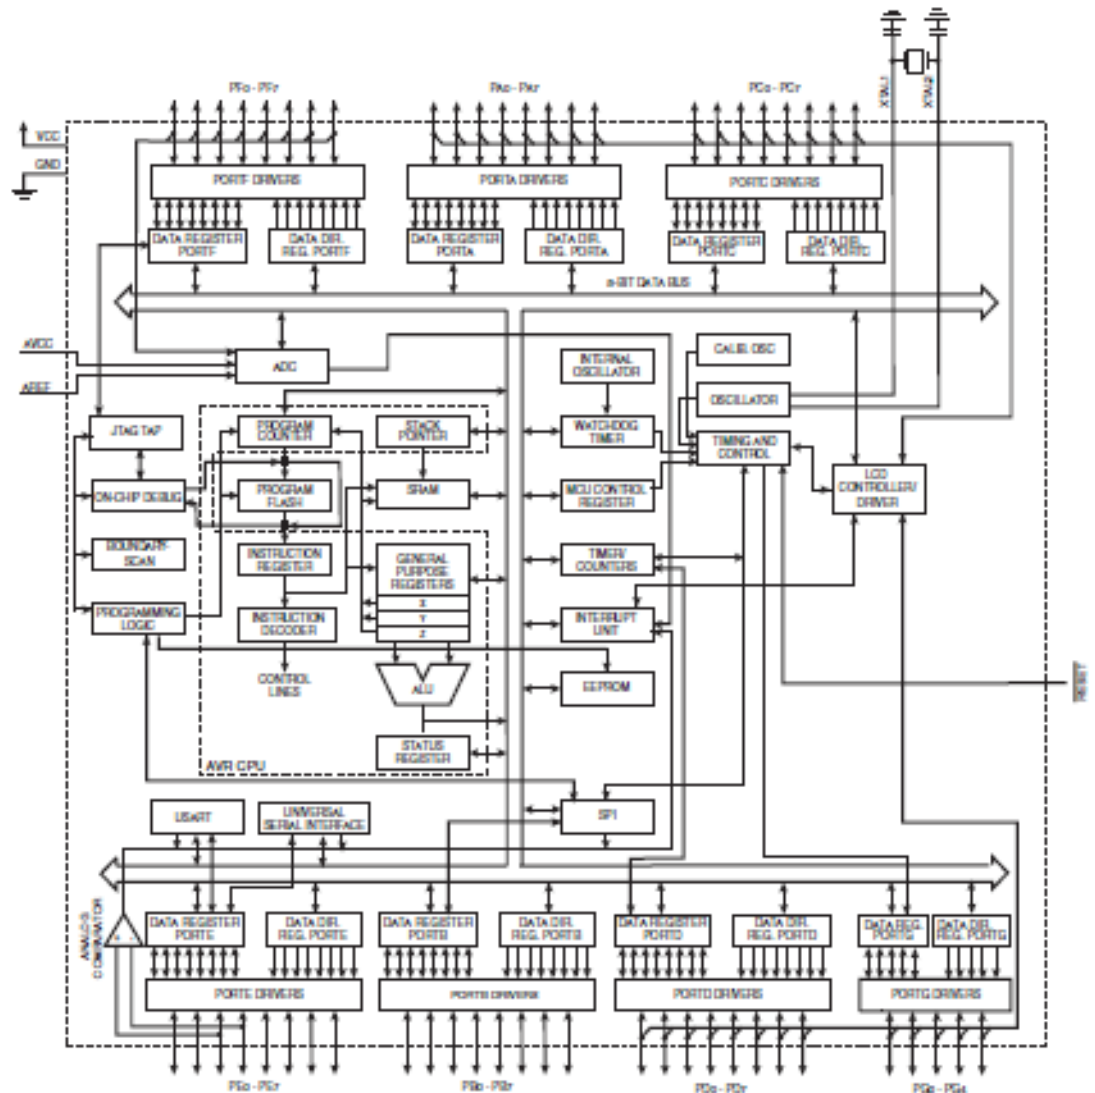 XTAL1
XTAL2
PF0 - PF7
PA0 - PA7
PC0 - PC7
VCC
GND
PORTF DRIVERS
PORTA DRIVERS
PORTC DRIVERS
DATA REGISTER
PORTF
DATA DIR.
REG. PORTF
DATA REGISTER
PORTA
DATA DIR.
REG. PORTA
DATA REGISTER
PORTC
DATA DIR.
REG. PORTC
8-BIT DATA BUS
AVCC
AREF
ADC
INTERNAL
OSCILLATOR
CALIB. OSC
OSCILLATOR
JTAG TAP
PROGRAM
COUNTER
STACK
POINTER
WATCHDOG
TIMER
TIMING AND
CONTROL
LCD
CONTROLLER/
DRIVER
ON-CHIP DEBUG
PROGRAM
FLASH
SRAM
MCU CONTROL
REGISTER
BOUNDARY-
SCAN
INSTRUCTION
REGISTER
GENERAL
PURPOSE
REGISTERS
X
Y
Z
TIMER/
COUNTERS
PROGRAMMING
LOGIC
INSTRUCTION
DECODER
INTERRUPT
UNIT
CONTROL
LINES
ALU
EEPROM
RESET
STATUS
REGISTER
AVR CPU
USART
UNIVERSAL
SERIAL INTERFACE
SPI
ANALOG
COMPARATOR
+
-
DATA REGISTER
PORTE
DATA DIR.
REG. PORTE
DATA REGISTER
PORTB
DATA DIR.
REG. PORTB
DATA REGISTER
PORTD
DATA DIR.
REG. PORTD
DATA REG.
PORTG
DATA DIR.
REG. PORTG
PORTE DRIVERS
PORTB DRIVERS
PORTD DRIVERS
PORTG DRIVERS
PE0 - PE7
PB0 - PB7
PD0 - PD7
PG0 - PG4